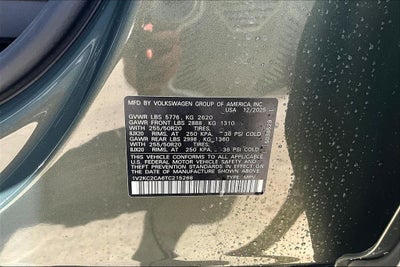 MFD BY VOLKSWAGEN GROUP OF AMERICA, INC
USA 12/2025
GVWR LBS 5776, KG 2620
GAWR FRONT LBS 2888 KG 1310
WITH 255/50R20 TIRES,
8JX20 RIMS, AT 250 KPA, 36 PSI COLD
GAWR REAR LBS 2998 KG 1360
WITH 255/50R20 TIRES,
8JX20 RIMS, AT 250 KPA, 36 PSI COLD
THIS VEHICLE CONFORMS TO ALL APPLICABLE
U.S. FEDERAL MOTOR VEHICLE SAFETY AND
THEFT PREVENTION STANDARDS IN EFFECT ON
THE DATE OF MANUFACTURE SHOWN ABOVE
1V2KC2CA6TC215268 TYPE: MPV